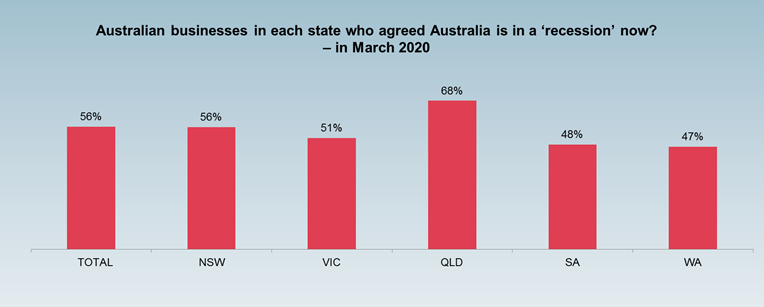 Australian businesses in each state who agreed Australia is in a ‘recession’ now?
– in March 2020
68%
56%
56%
51%
48%
47%
TOTAL NSW VIC QLD SA WA